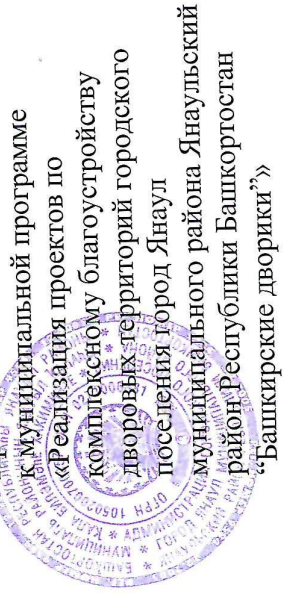 к Муниципальной программе
«Реализация проектов по
комплексному благоустройству
дворовых территорий городского
поселения город Янаул
муниципального района Янаульский
район Республики Башкортостан
“Башкирские дворики”»